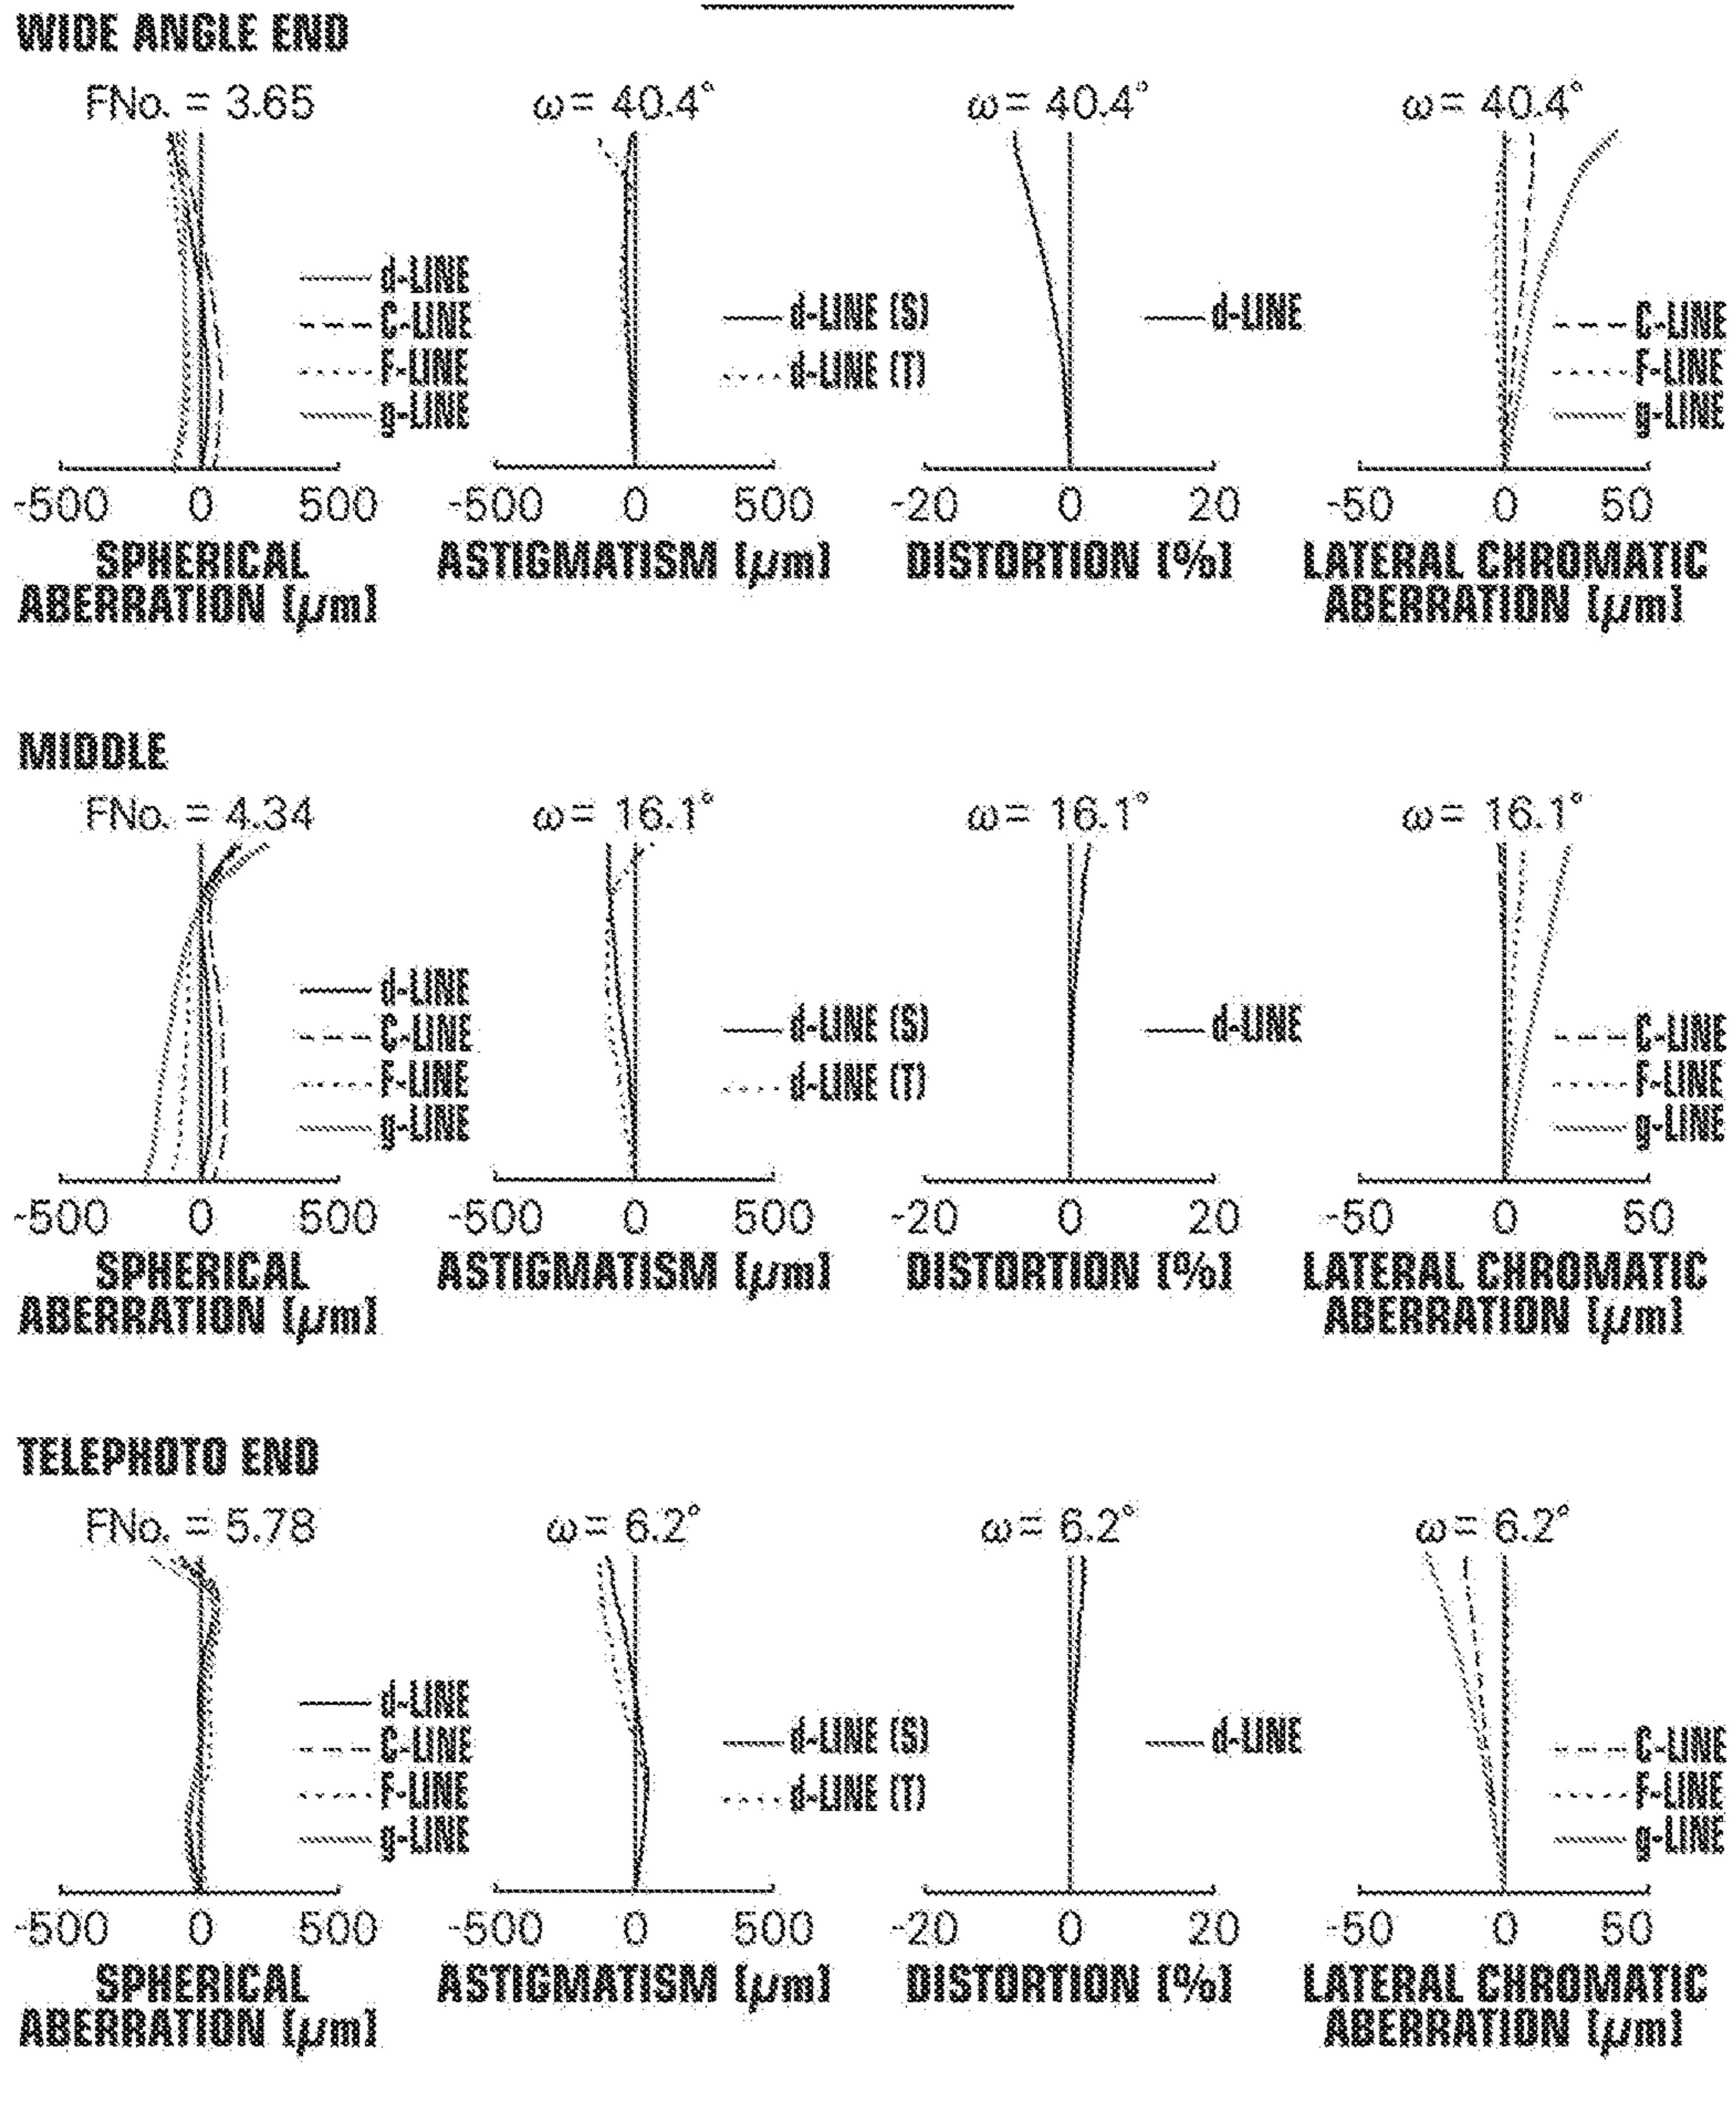 WIDE ANGLE END
FNo. = 3.65
ω = 40.4°
ω = 40.4°
ω = 40.4°
d-LINE
C-LINE
F-LINE
g-LINE
d-LINE (S)
d-LINE (T)
d-LINE
C-LINE
F-LINE
g-LINE
-500 0 500
-500 0 500
-20 0 20
-50 0 50
SPHERICAL
ABERRATION [μm]
ASTIGMATISM [μm]
DISTORTION [%]
LATERAL CHROMATIC
ABERRATION [μm]
MIDDLE
FNo. = 4.34
ω = 16.1°
ω = 16.1°
ω = 16.1°
d-LINE
C-LINE
F-LINE
g-LINE
d-LINE (S)
d-LINE (T)
d-LINE
C-LINE
F-LINE
g-LINE
-500 0 500
-500 0 500
-20 0 20
-50 0 50
SPHERICAL
ABERRATION [μm]
ASTIGMATISM [μm]
DISTORTION [%]
LATERAL CHROMATIC
ABERRATION [μm]
TELEPHOTO END
FNo. = 5.78
ω = 6.2°
ω = 6.2°
ω = 6.2°
d-LINE
C-LINE
F-LINE
g-LINE
d-LINE (S)
d-LINE (T)
d-LINE
C-LINE
F-LINE
g-LINE
-500 0 500
-500 0 500
-20 0 20
-50 0 50
SPHERICAL
ABERRATION [μm]
ASTIGMATISM [μm]
DISTORTION [%]
LATERAL CHROMATIC
ABERRATION [μm]